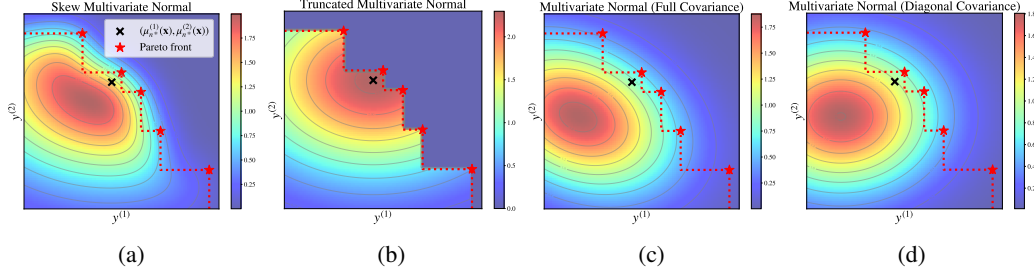 Skew Multivariate Normal
(μ_{n*}^{(1)}(x), μ_{n*}^{(2)}(x))
Pareto front
y^{(2)}
y^{(1)}
1.75
1.50
1.25
1.00
0.75
0.50
0.25
(a)
Truncated Multivariate Normal
y^{(2)}
y^{(1)}
2.0
1.5
1.0
0.5
0.0
(b)
Multivariate Normal (Full Covariance)
y^{(2)}
y^{(1)}
1.75
1.50
1.25
1.00
0.75
0.50
0.25
(c)
Multivariate Normal (Diagonal Covariance)
y^{(2)}
y^{(1)}
(d)